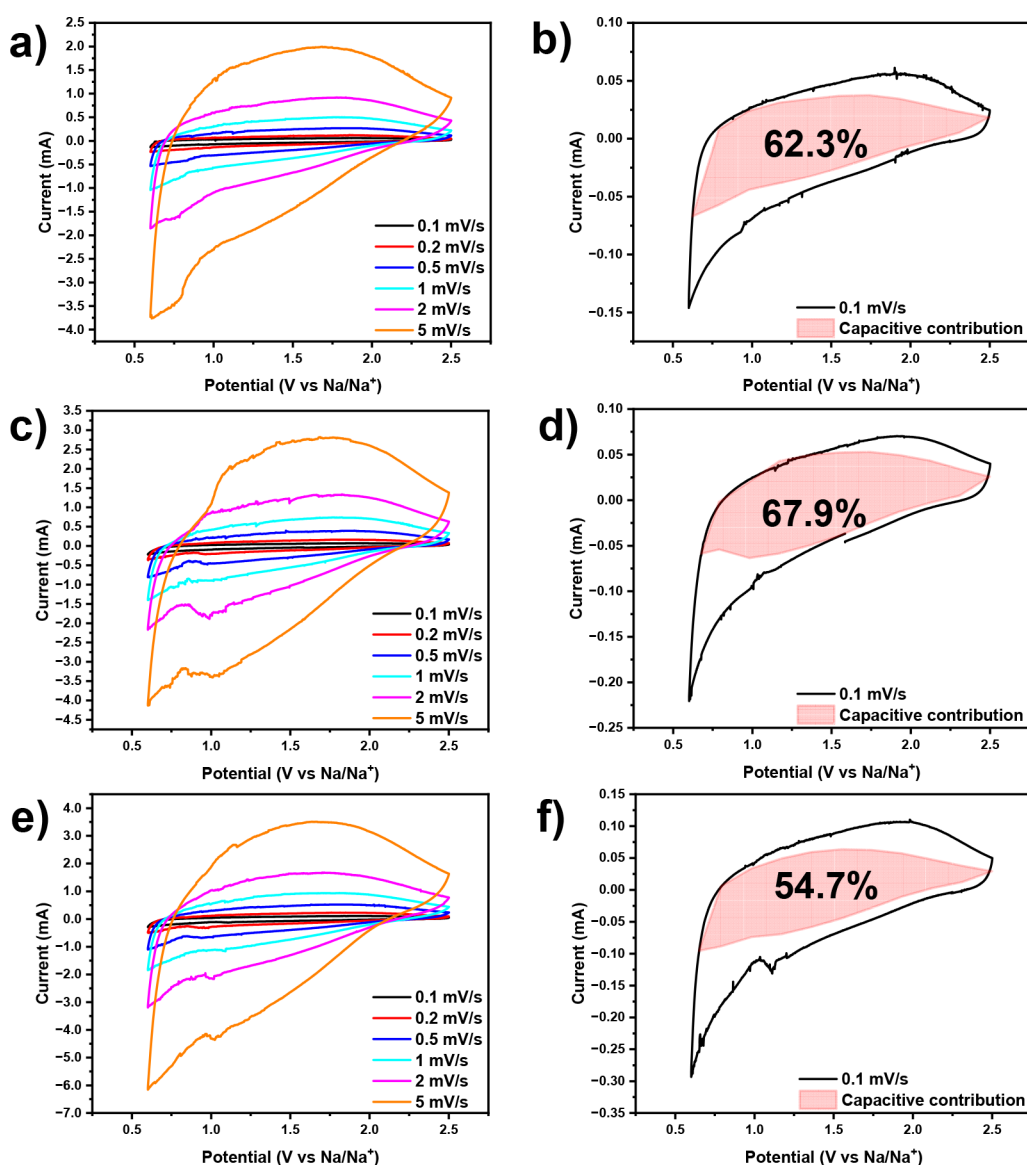 a)
2.5
2.0
1.5
1.0
0.5
0.0
−0.5
−1.0
−1.5
−2.0
−2.5
−3.0
−3.5
−4.0
Current (mA)
0.1 mV/s
0.2 mV/s
0.5 mV/s
1 mV/s
2 mV/s
5 mV/s
0.5 1.0 1.5 2.0 2.5
Potential (V vs Na/Na⁺)
b)
0.10
0.05
0.00
−0.05
−0.10
−0.15
Current (mA)
62.3%
0.1 mV/s
Capacitive contribution
0.5 1.0 1.5 2.0 2.5
Potential (V vs Na/Na⁺)
c)
3.5
3.0
2.5
2.0
1.5
1.0
0.5
0.0
−0.5
−1.0
−1.5
−2.0
−2.5
−3.0
−3.5
−4.0
−4.5
Current (mA)
0.1 mV/s
0.2 mV/s
0.5 mV/s
1 mV/s
2 mV/s
5 mV/s
0.5 1.0 1.5 2.0 2.5
Potential (V vs Na/Na⁺)
d)
0.10
0.05
0.00
−0.05
−0.10
−0.15
−0.20
−0.25
Current (mA)
67.9%
0.1 mV/s
Capacitive contribution
0.5 1.0 1.5 2.0 2.5
Potential (V vs Na/Na⁺)
e)
4.0
3.0
2.0
1.0
0.0
−1.0
−2.0
−3.0
−4.0
−5.0
−6.0
−7.0
Current (mA)
0.1 mV/s
0.2 mV/s
0.5 mV/s
1 mV/s
2 mV/s
5 mV/s
0.5 1.0 1.5 2.0 2.5
Potential (V vs Na/Na⁺)
f)
0.15
0.10
0.05
0.00
−0.05
−0.10
−0.15
−0.20
−0.25
−0.30
−0.35
Current (mA)
54.7%
0.1 mV/s
Capacitive contribution
0.5 1.0 1.5 2.0 2.5
Potential (V vs Na/Na⁺)